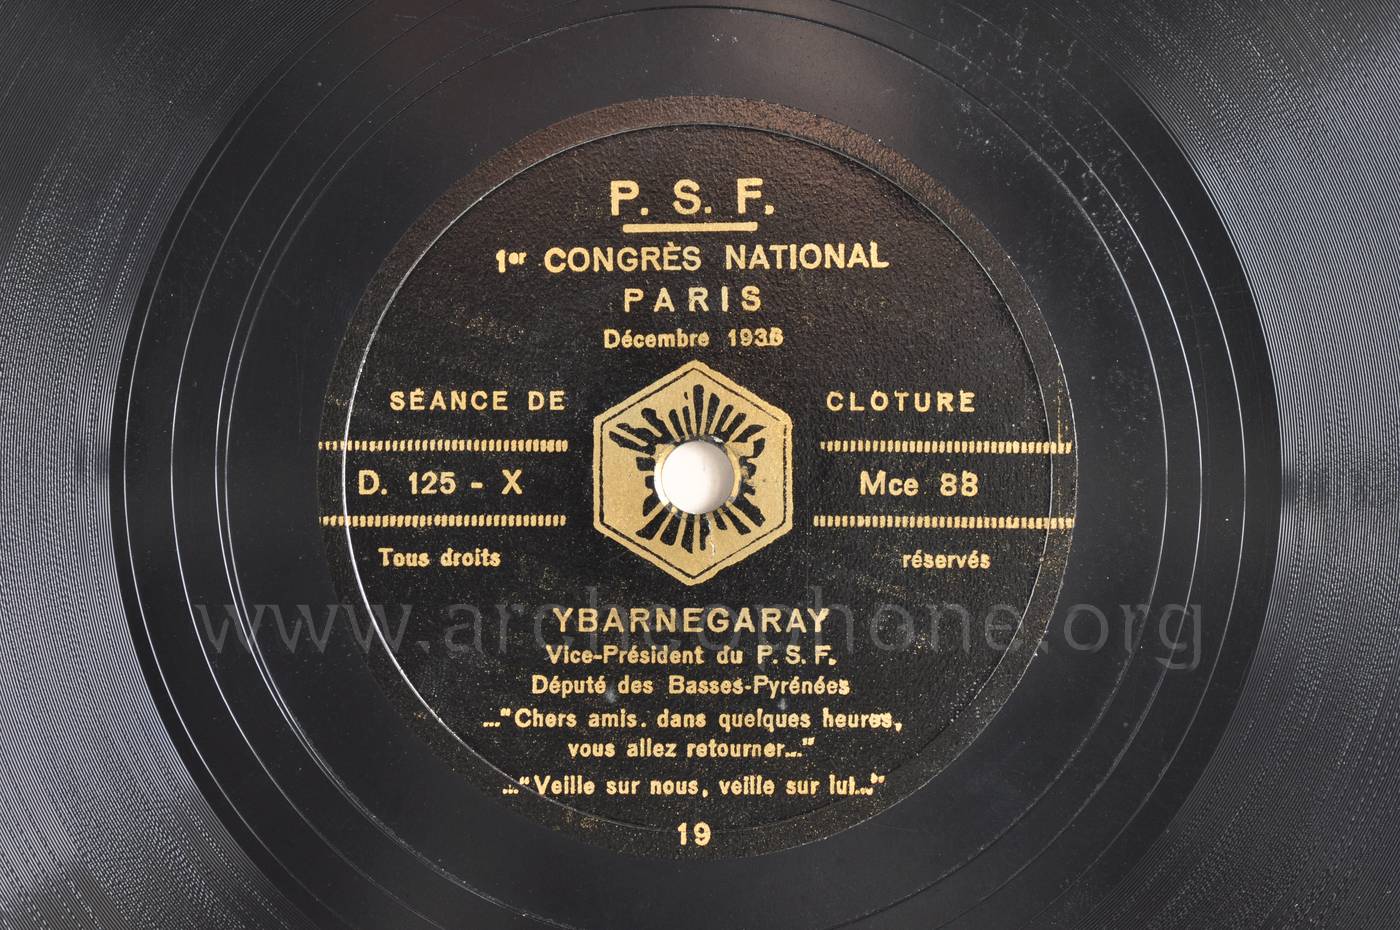 P. S. F.
1er CONGRÈS NATIONAL
PARIS
Décembre 1936
SÉANCE DE CLOTURE
D. 125 - X Mce 88
Tous droits réservés
www.archeophone.org
YBARNEGARAY
Vice-Président du P. S. F.
Député des Basses-Pyrénées
..."Chers amis. dans quelques heures,
vous allez retourner..."
..."Veille sur nous, veille sur lui..."
19